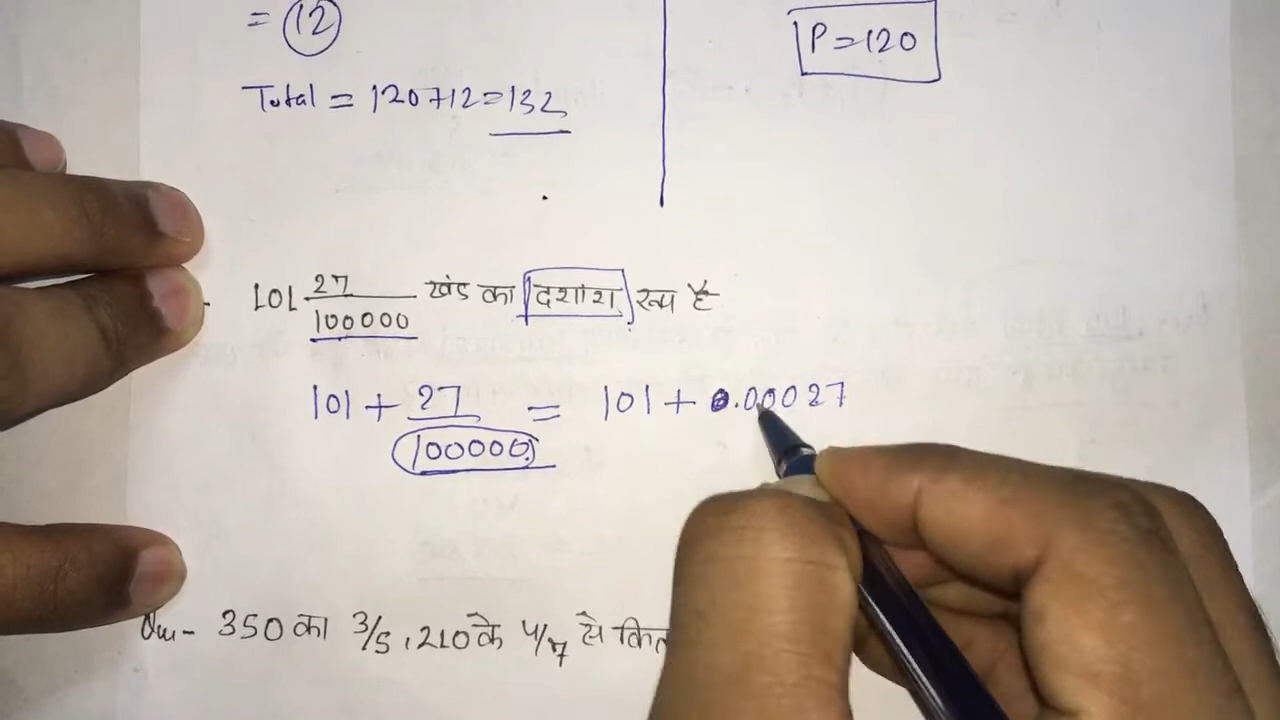 = 12
Total = 120+12=132
P=120
101 27/100000 खंड का दशांश रूप है
101 + 27/100000 = 101 + 0.00027
Qu- 350 का 3/5, 210 के 4/7 से